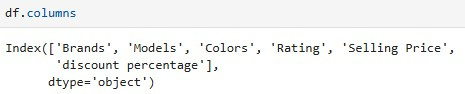 df.columns
Index(['Brands', 'Models', 'Colors', 'Rating', 'Selling Price',
'discount percentage'],
dtype='object')